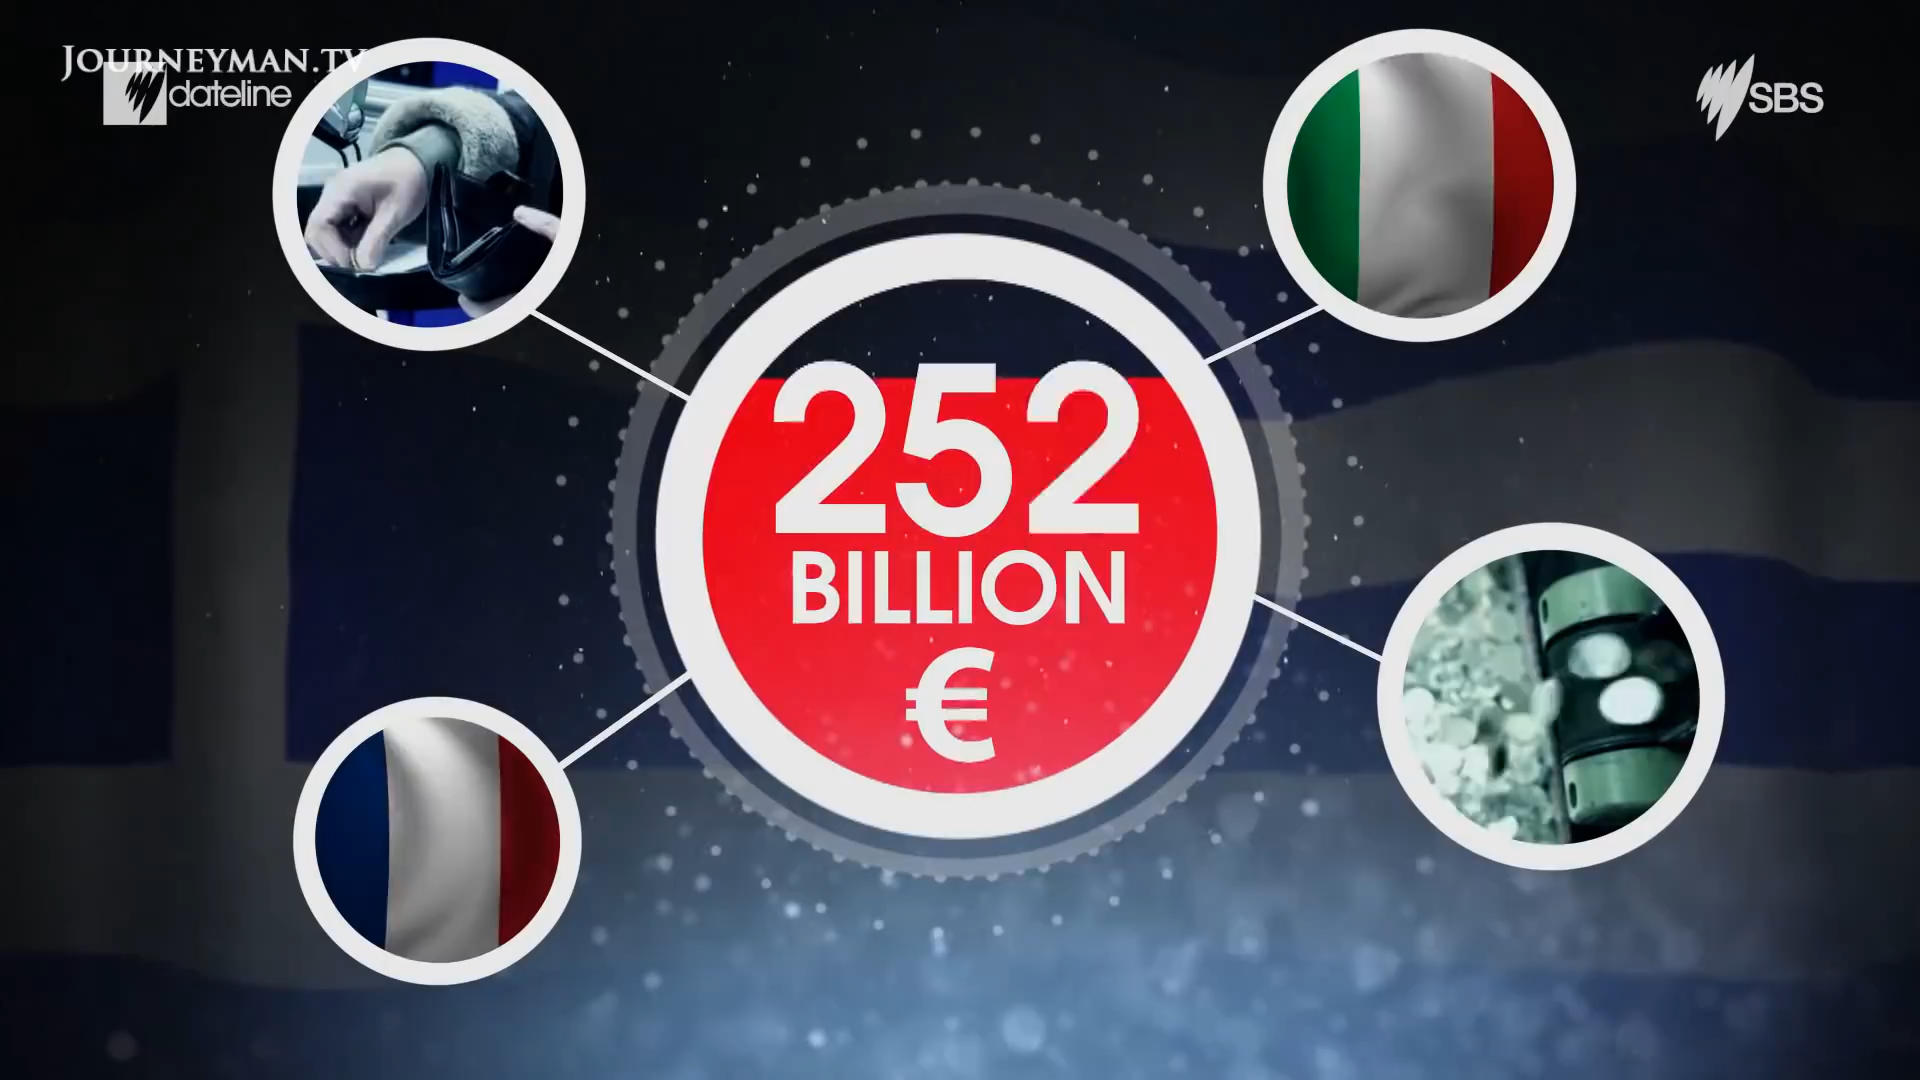 JOURNEYMAN.TV
dateline
SBS
252
BILLION
€